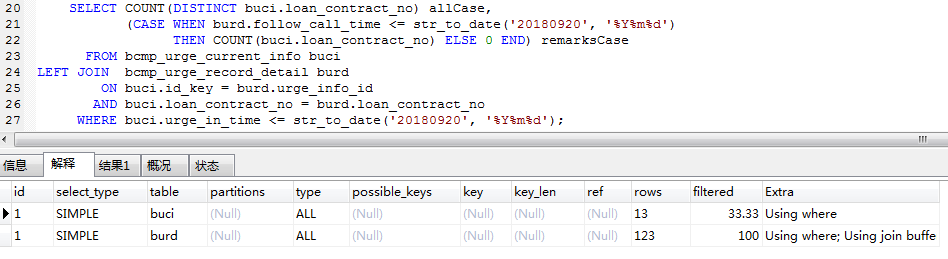 20 SELECT COUNT(DISTINCT buci.loan_contract_no) allCase,
21 (CASE WHEN burd.follow_call_time <= str_to_date('20180920', '%Y%m%d')
22 THEN COUNT(buci.loan_contract_no) ELSE 0 END) remarksCase
23 FROM bcmp_urge_current_info buci
24 LEFT JOIN bcmp_urge_record_detail burd
25 ON buci.id_key = burd.urge_info_id
26 AND buci.loan_contract_no = burd.loan_contract_no
27 WHERE buci.urge_in_time <= str_to_date('20180920', '%Y%m%d');
信息 解释 结果1 概况 状态
id select_type table partitions type possible_keys key key_len ref rows filtered Extra
1 SIMPLE buci (Null) ALL (Null) (Null) (Null) (Null) 13 33.33 Using where
1 SIMPLE burd (Null) ALL (Null) (Null) (Null) (Null) 123 100 Using where; Using join buffe